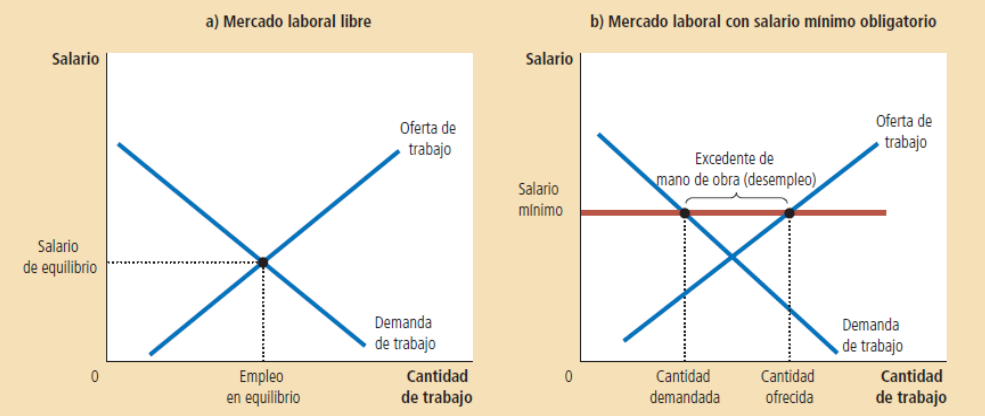 a) Mercado laboral libre
Salario
Oferta de
trabajo
Salario
de equilibrio
Demanda
de trabajo
0
Empleo
en equilibrio
Cantidad
de trabajo
b) Mercado laboral con salario mínimo obligatorio
Salario
Oferta de
trabajo
Excedente de
mano de obra (desempleo)
Salario
mínimo
Demanda
de trabajo
0
Cantidad
demandada
Cantidad
ofrecida
Cantidad
de trabajo